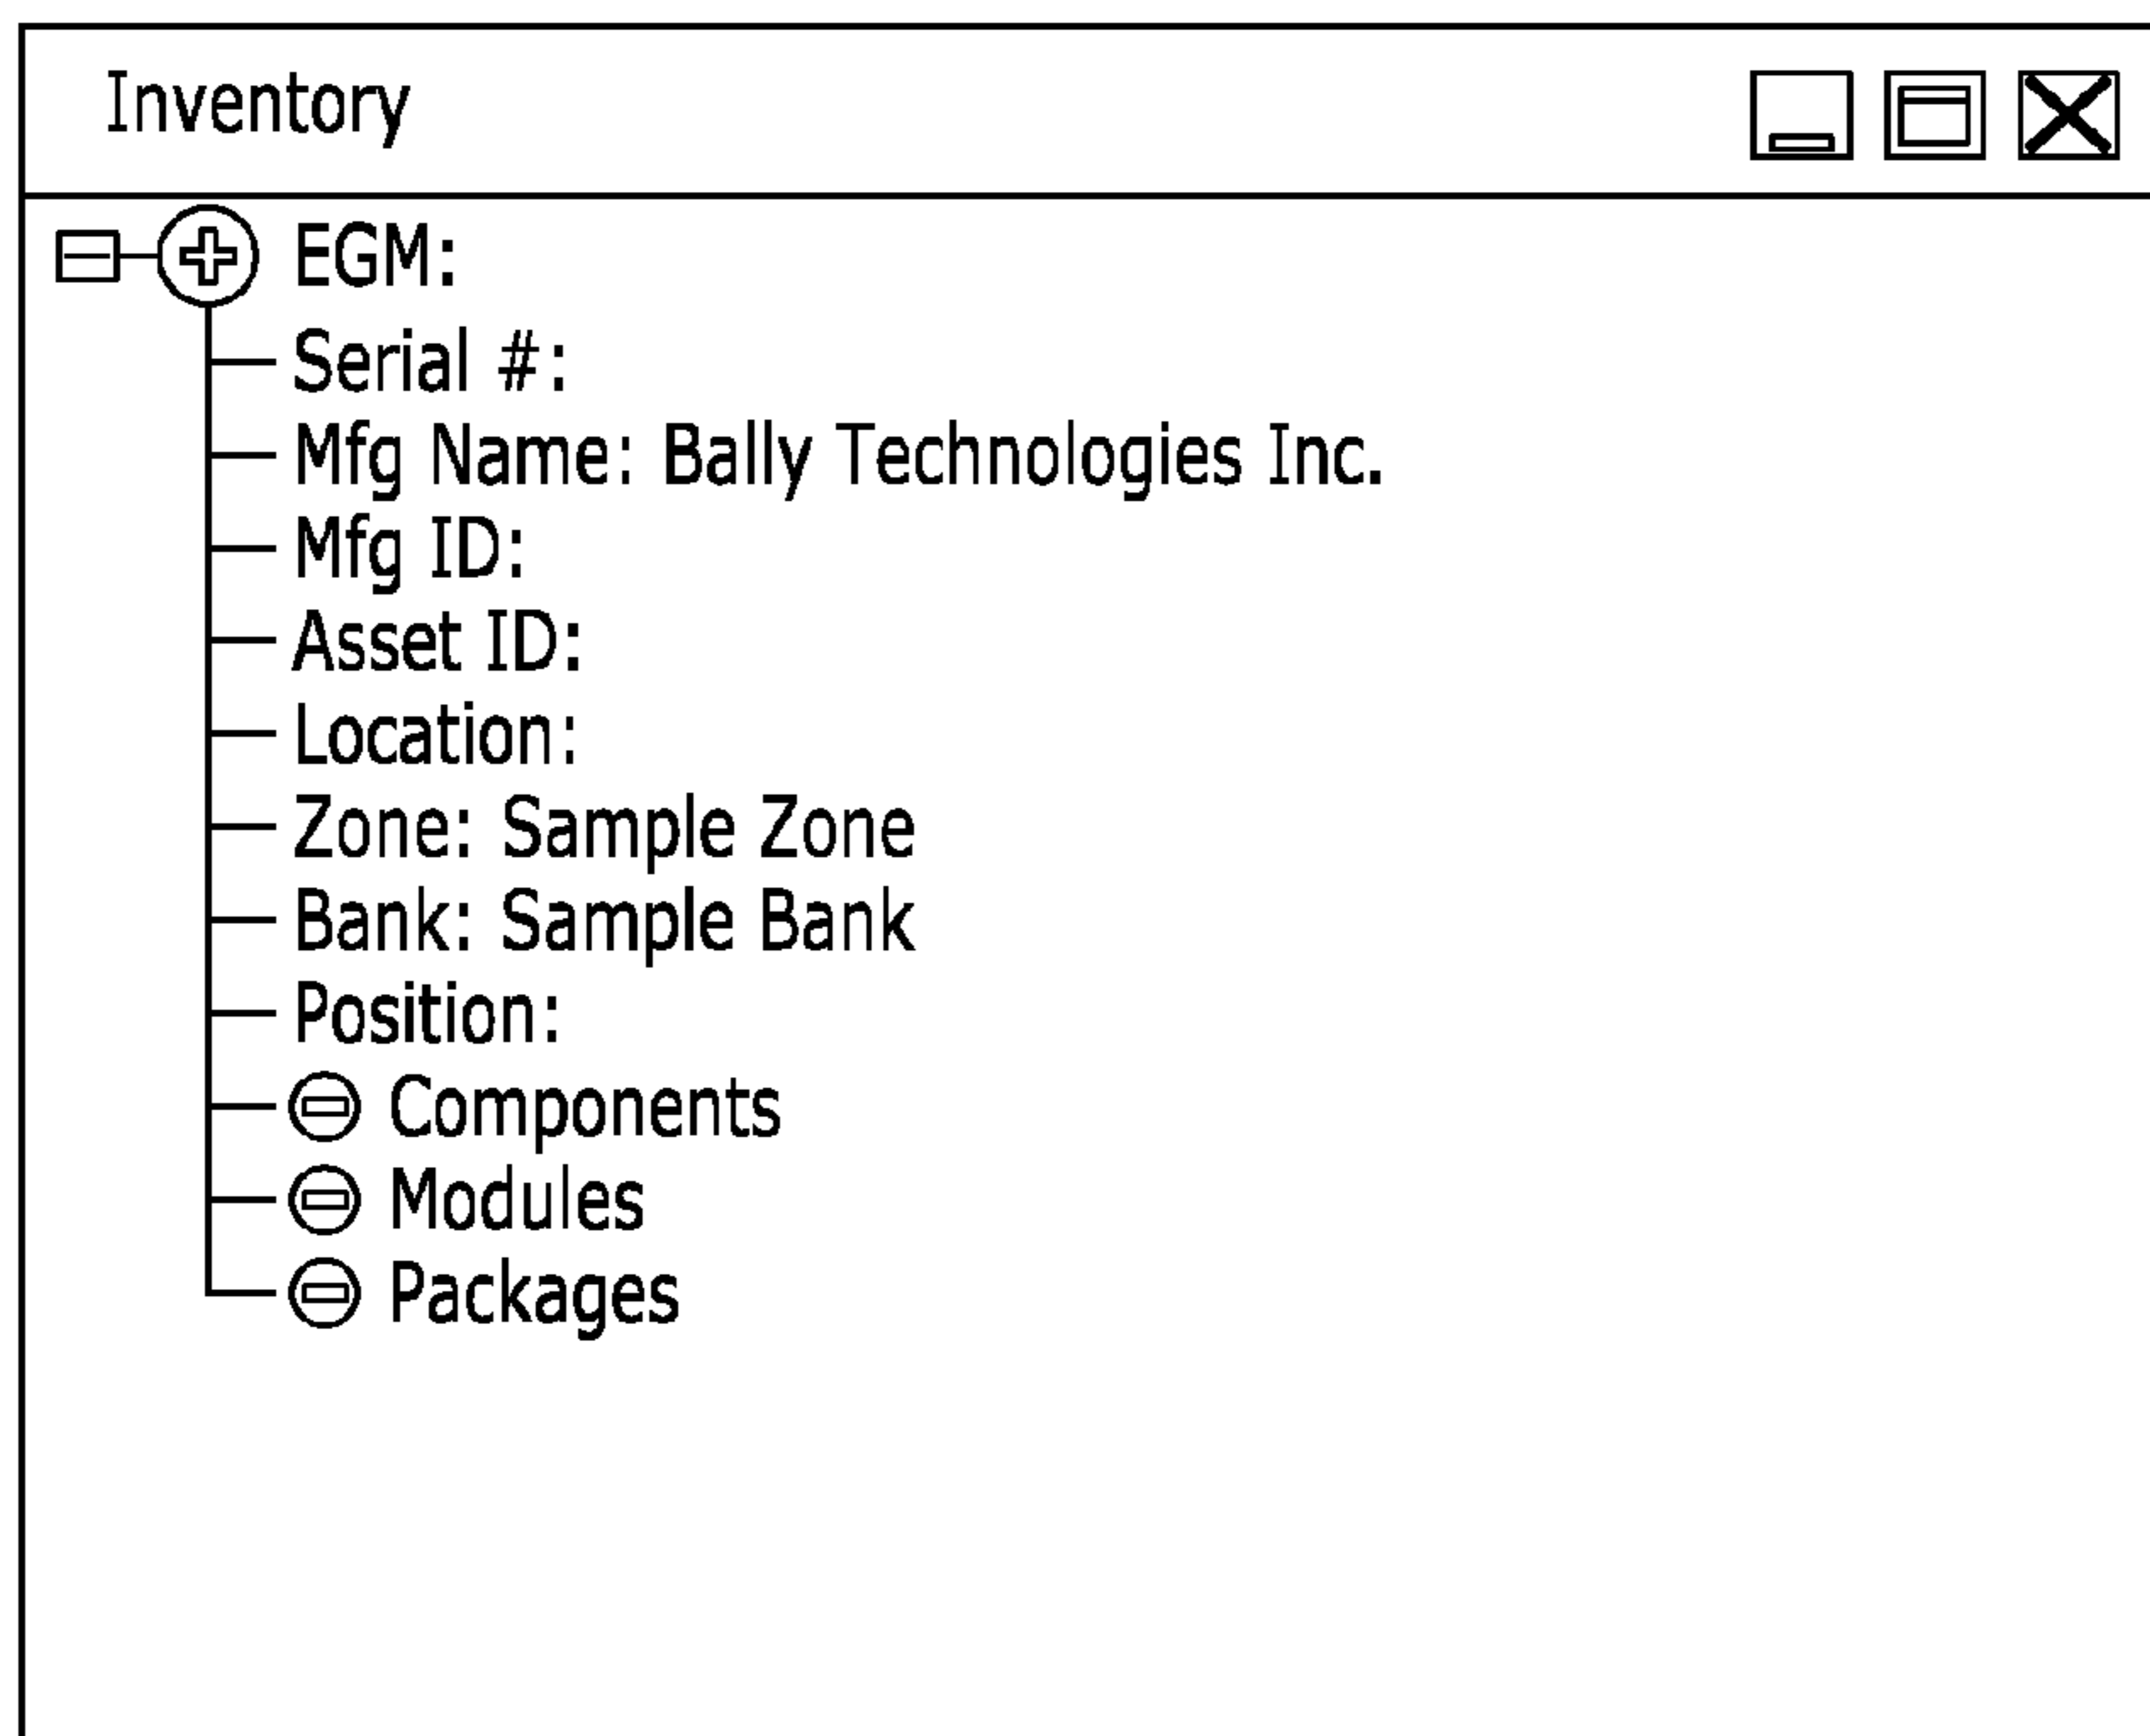 Inventory
EGM:
Serial #:
Mfg Name: Bally Technologies Inc.
Mfg ID:
Asset ID:
Location:
Zone: Sample Zone
Bank: Sample Bank
Position:
Components
Modules
Packages